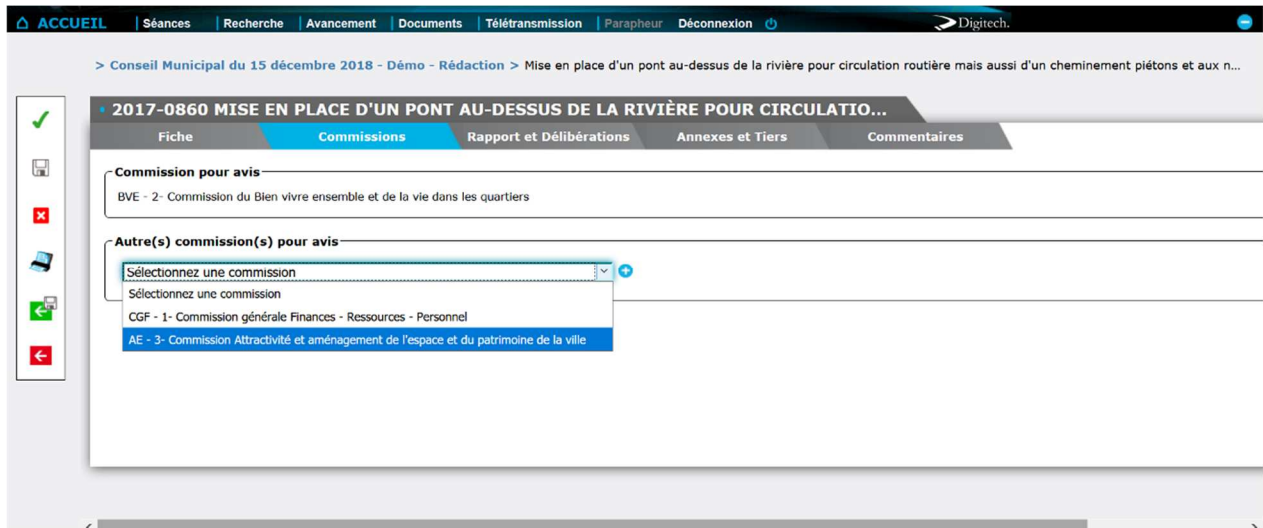 ACCUEIL Séances Recherche Avancement Documents Télétransmission Parapheur Déconnexion Digitech.
> Conseil Municipal du 15 décembre 2018 - Démo - Rédaction > Mise en place d'un pont au-dessus de la rivière pour circulation routière mais aussi d'un cheminement piétons et aux n...
2017-0860 MISE EN PLACE D'UN PONT AU-DESSUS DE LA RIVIÈRE POUR CIRCULATIO...
Fiche Commissions Rapport et Délibérations Annexes et Tiers Commentaires
Commission pour avis
BVE - 2- Commission du Bien vivre ensemble et de la vie dans les quartiers
Autre(s) commission(s) pour avis
Sélectionnez une commission
Sélectionnez une commission
CGF - 1- Commission générale Finances - Ressources - Personnel
AE - 3- Commission Attractivité et aménagement de l'espace et du patrimoine de la ville